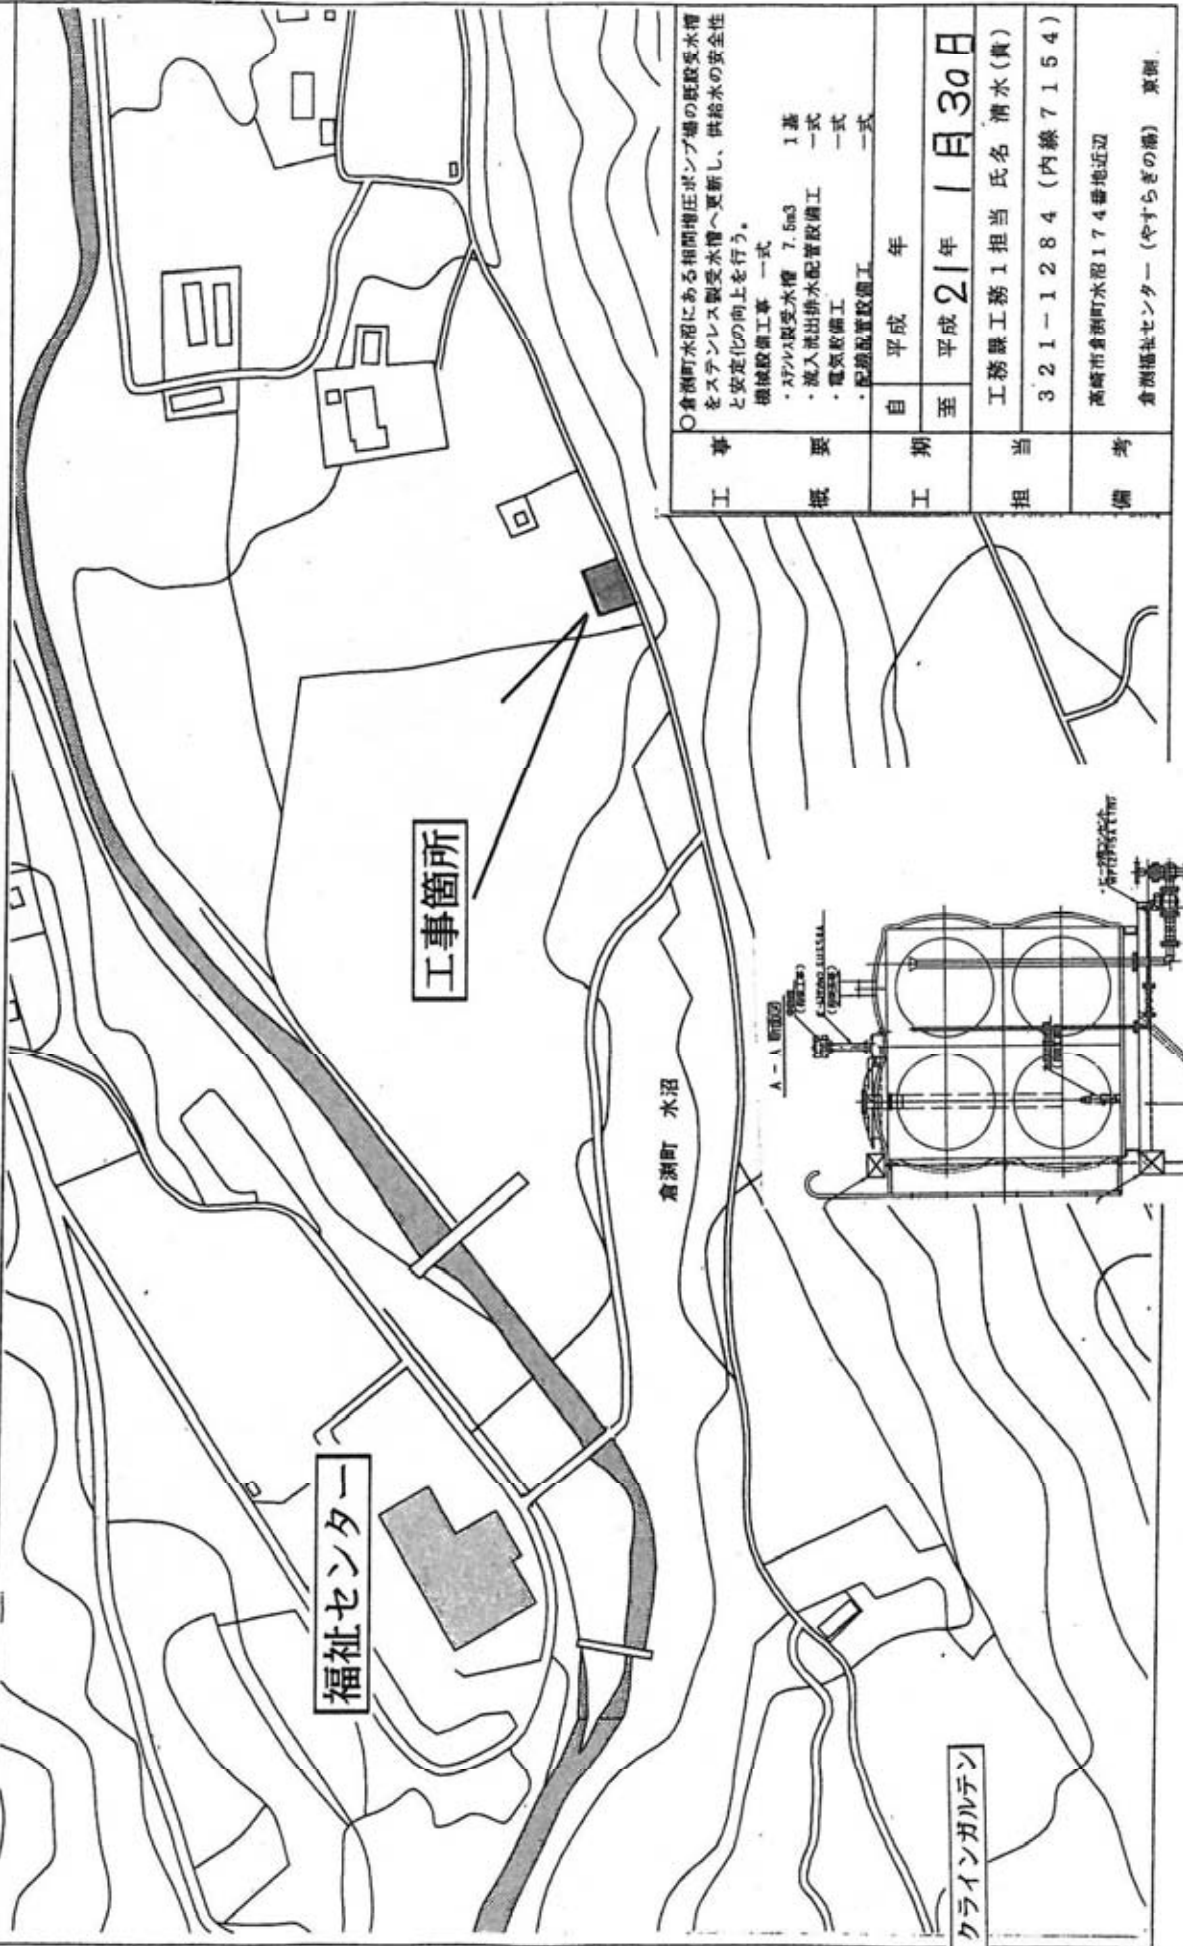 工事箇所
福祉センター
倉渕町 水沼
クラインガルテン
A-A 断面図
工事概要
○倉渕町水沼にある相間増圧ポンプ場の既設受水槽
をステンレス製受水槽へ更新し、供給水の安全性
と安定化の向上を行う。
機械設備工事 一式
・ステンレス製受水槽 7.5m3 1基
・流入流出排水配管設備工 一式
・電気設備工 一式
・配線配管設備工 一式
工期
自 平成 年
至 平成21年 1月30日
担当
工務課工務1担当 氏名 清水(貴)
321-1284 (内線7154)
備考
高崎市倉渕町水沼174番地近辺
倉渕福祉センター (やすらぎの湯) 東側